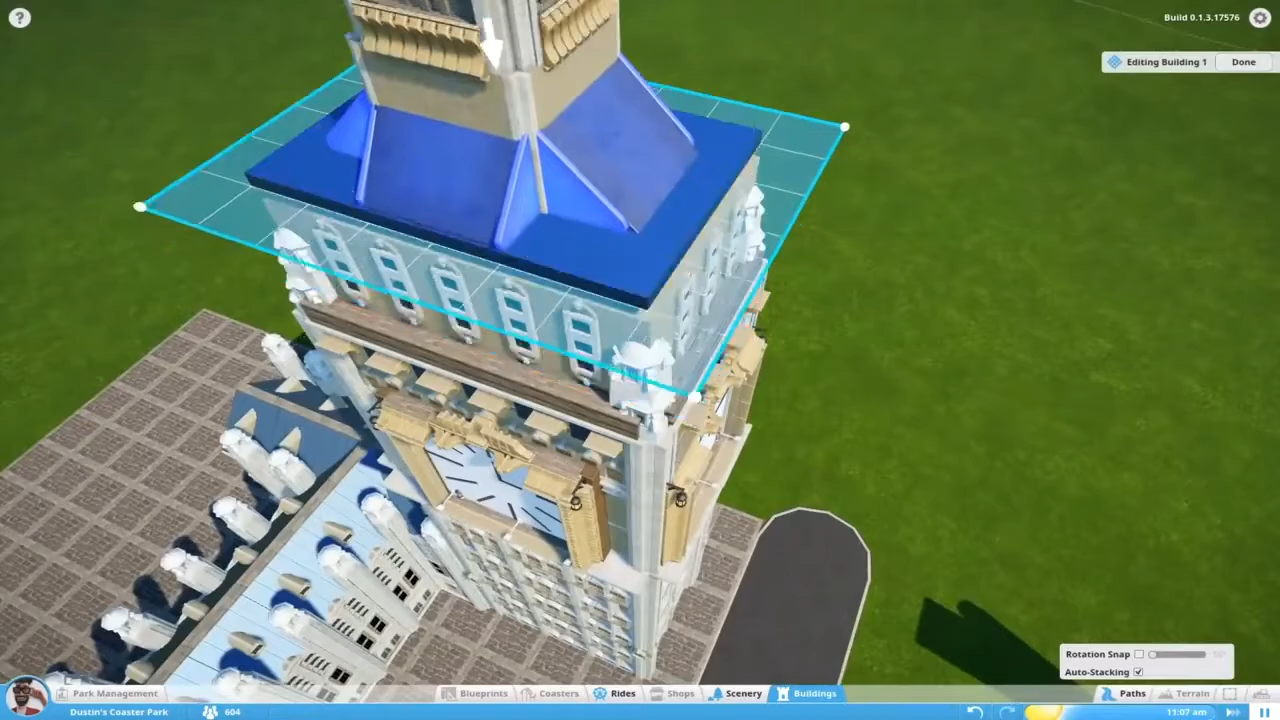 ?
Build 0.1.3.17576
Editing Building 1
Done
Rotation Snap
Auto-Stacking
Park Management
Blueprints
Coasters
Rides
Shops
Scenery
Buildings
Paths
Terrain
Dustin's Coaster Park
604
11:07 am